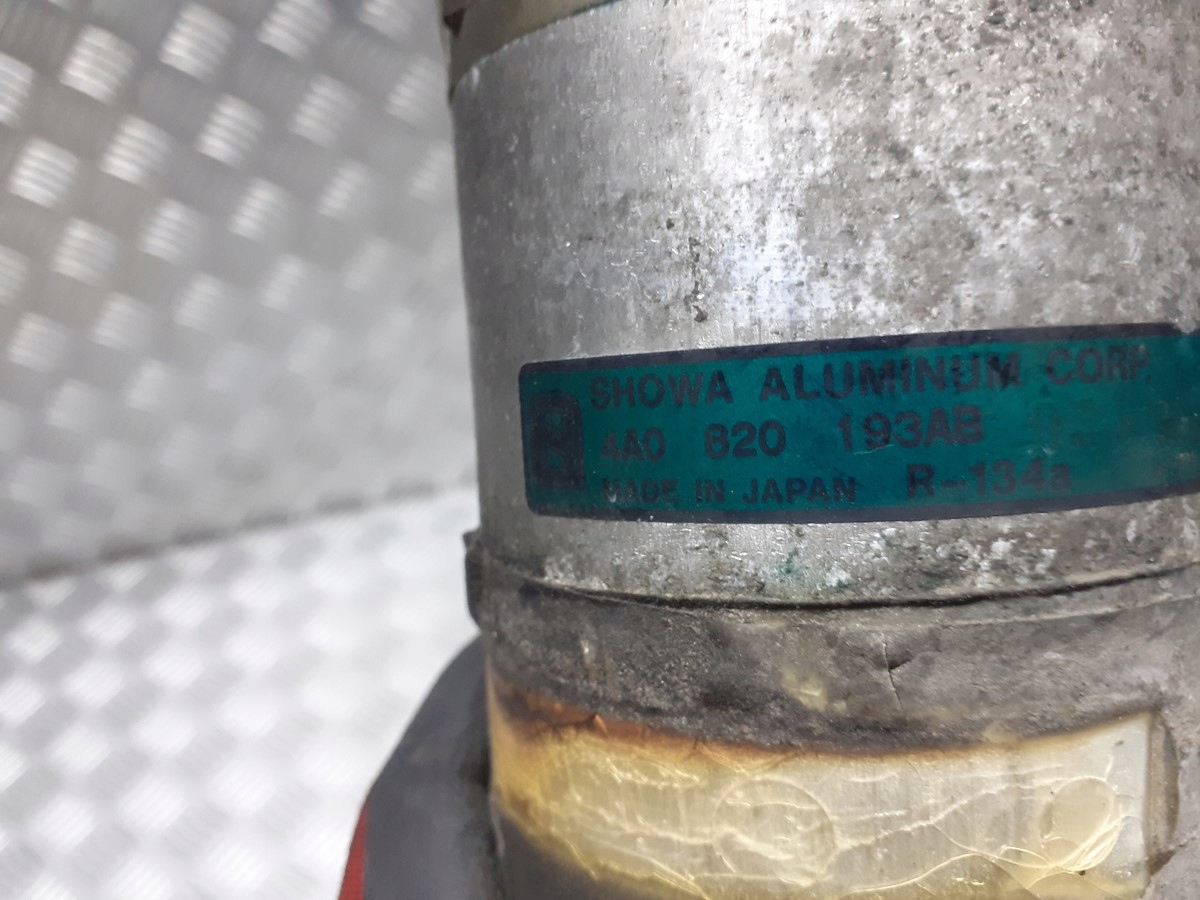 SHOWA ALUMINUM CORP.
4A0 820 193AB
MADE IN JAPAN R-134a